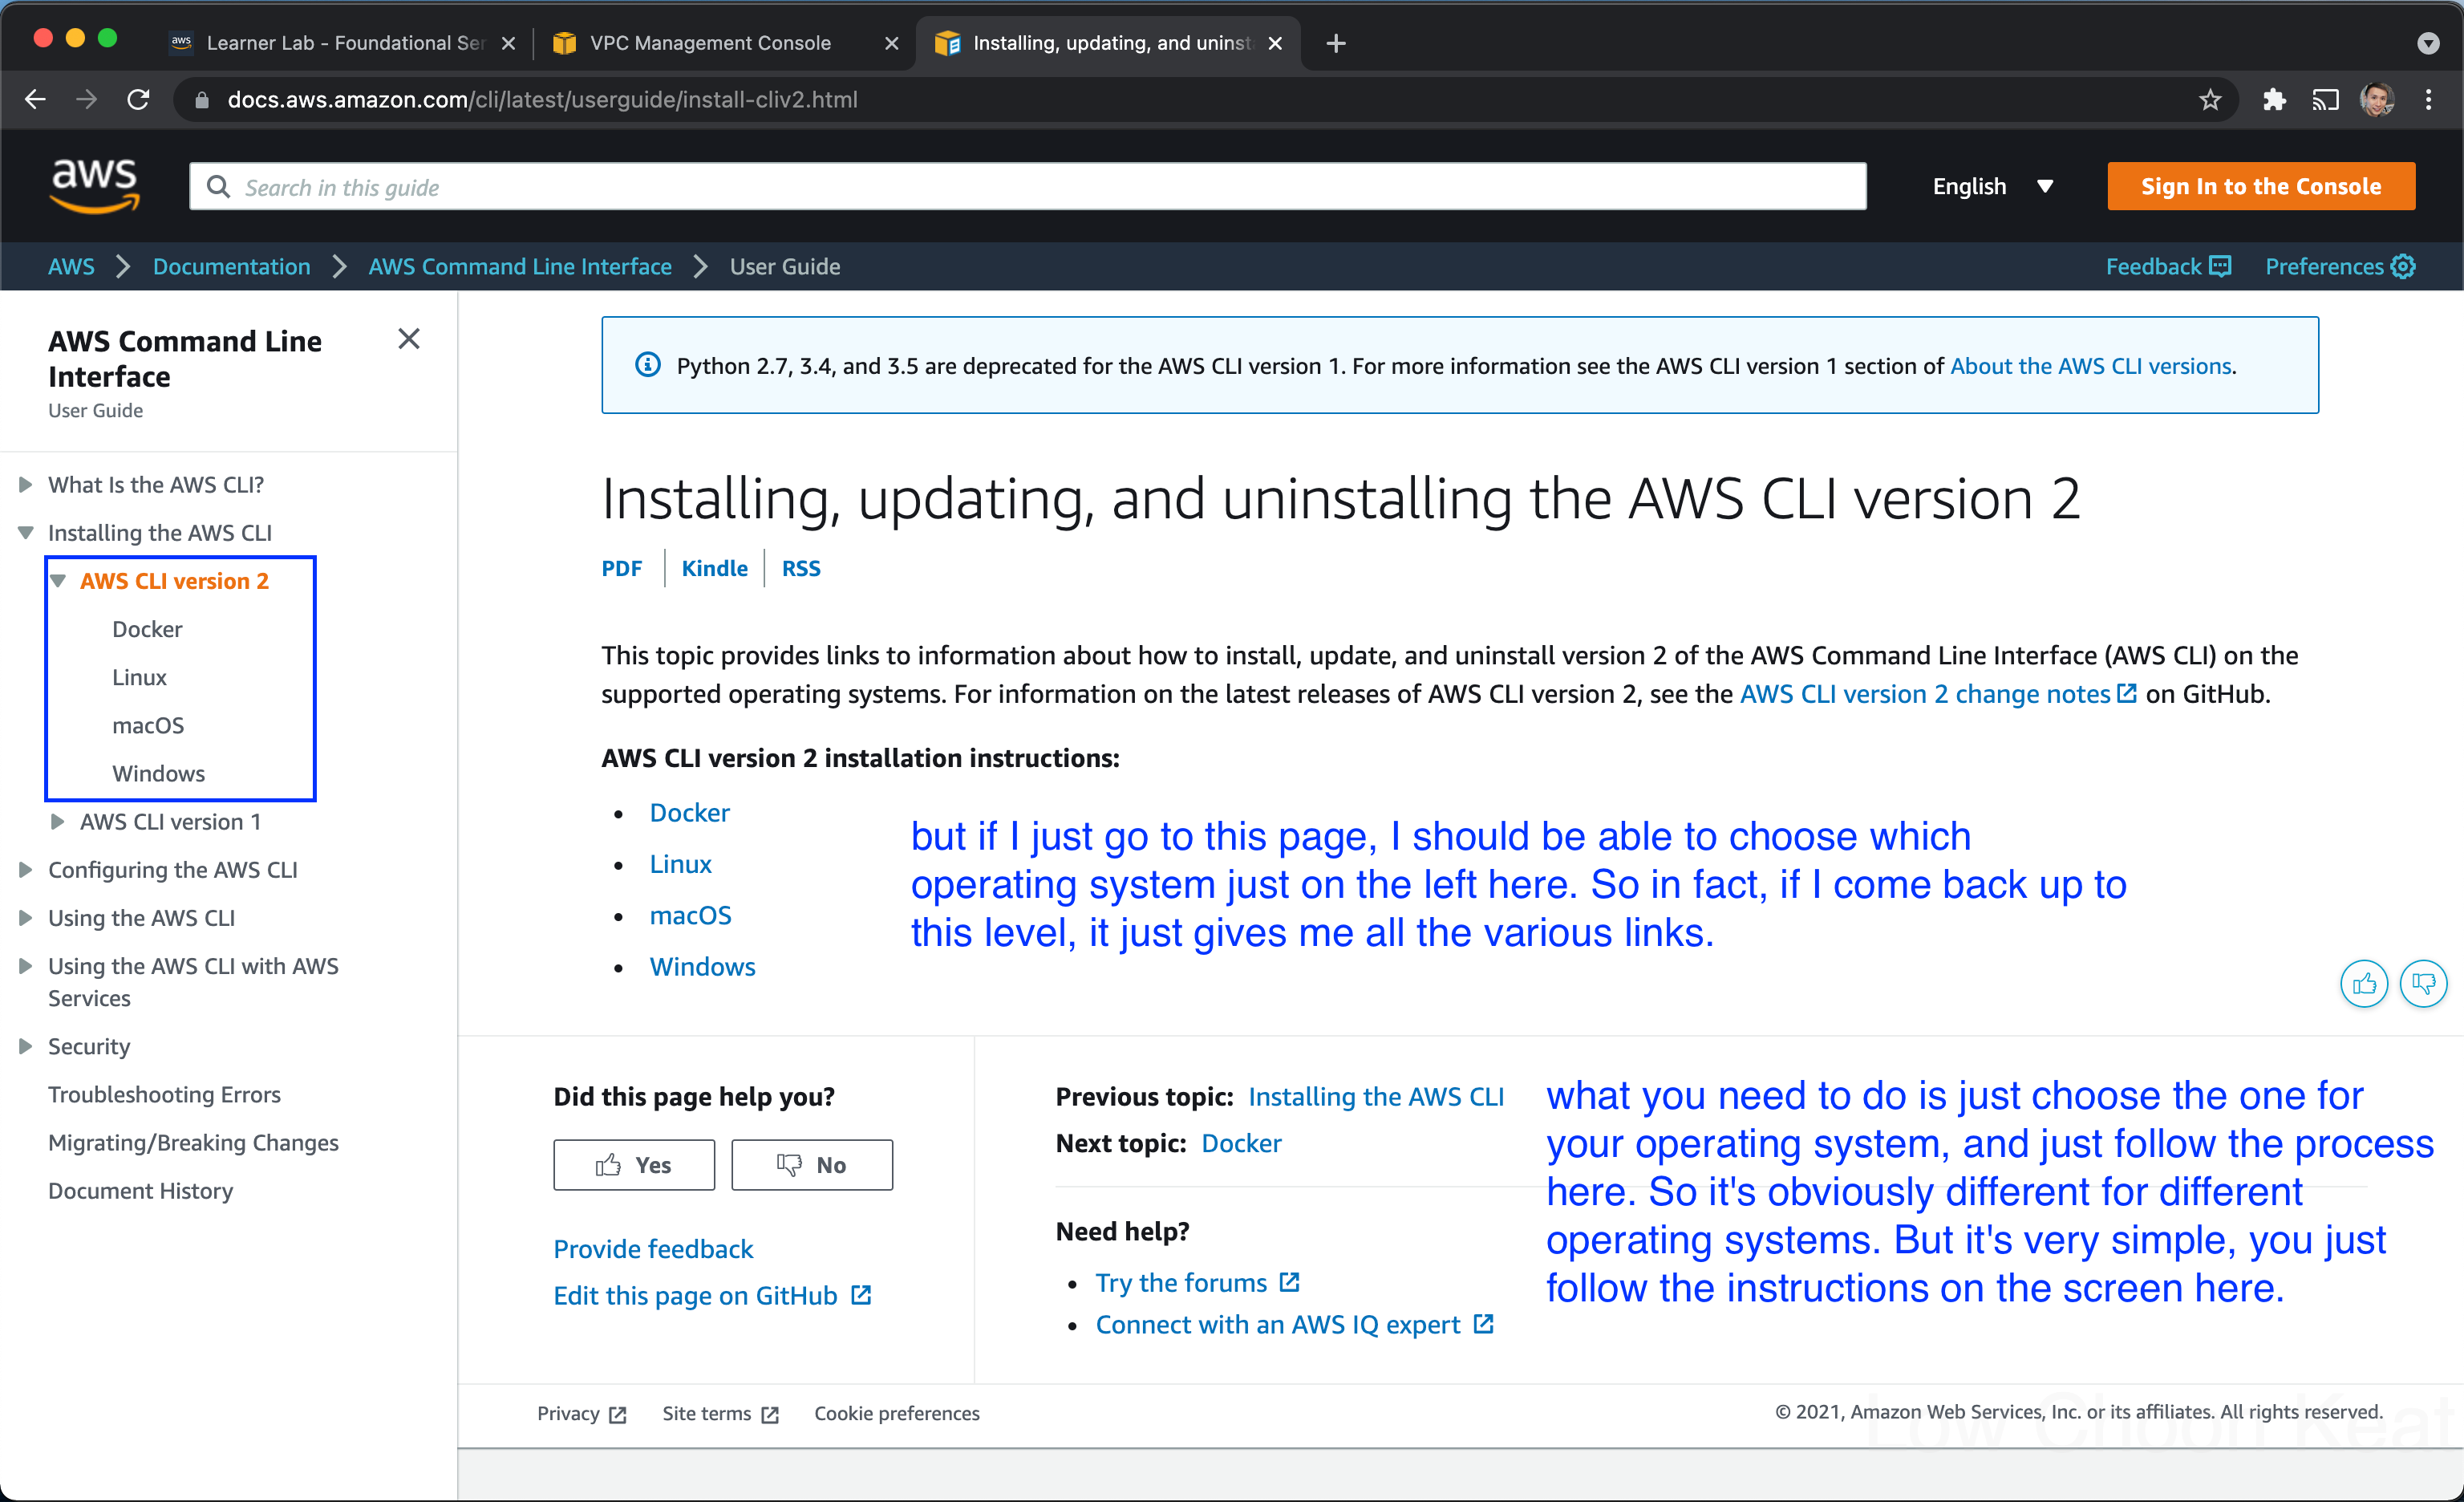 aws Learner Lab - Foundational Ser
VPC Management Console
Installing, updating, and uninst
docs.aws.amazon.com/cli/latest/userguide/install-cliv2.html
aws
Search in this guide
English
Sign In to the Console
AWS > Documentation > AWS Command Line Interface > User Guide
Feedback
Preferences
AWS Command Line
Interface
User Guide
What Is the AWS CLI?
Installing the AWS CLI
AWS CLI version 2
Docker
Linux
macOS
Windows
AWS CLI version 1
Configuring the AWS CLI
Using the AWS CLI
Using the AWS CLI with AWS
Services
Security
Troubleshooting Errors
Migrating/Breaking Changes
Document History
Python 2.7, 3.4, and 3.5 are deprecated for the AWS CLI version 1. For more information see the AWS CLI version 1 section of About the AWS CLI versions.
Installing, updating, and uninstalling the AWS CLI version 2
PDF | Kindle | RSS
This topic provides links to information about how to install, update, and uninstall version 2 of the AWS Command Line Interface (AWS CLI) on the
supported operating systems. For information on the latest releases of AWS CLI version 2, see the AWS CLI version 2 change notes on GitHub.
AWS CLI version 2 installation instructions:
• Docker
• Linux
• macOS
• Windows
but if I just go to this page, I should be able to choose which
operating system just on the left here. So in fact, if I come back up to
this level, it just gives me all the various links.
Did this page help you?
Yes
No
Provide feedback
Edit this page on GitHub
Previous topic: Installing the AWS CLI
Next topic: Docker
Need help?
• Try the forums
• Connect with an AWS IQ expert
what you need to do is just choose the one for
your operating system, and just follow the process
here. So it's obviously different for different
operating systems. But it's very simple, you just
follow the instructions on the screen here.
Privacy
Site terms
Cookie preferences
© 2021, Amazon Web Services, Inc. or its affiliates. All rights reserved.
Low Choon Keat